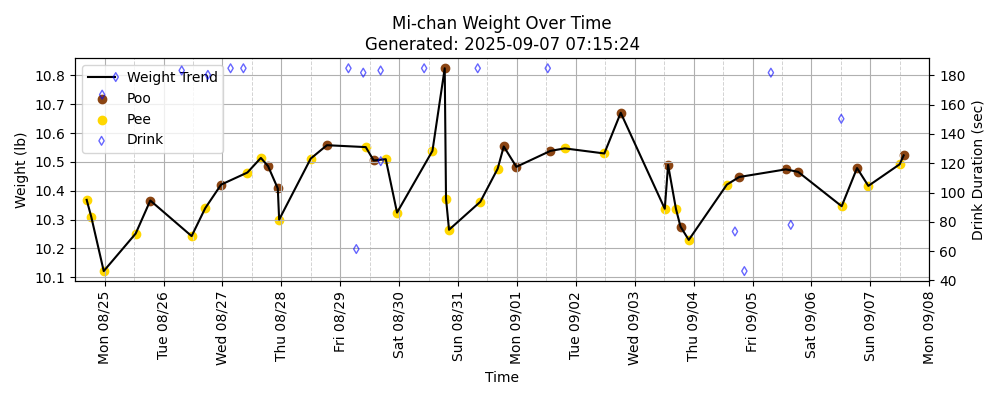 Mi-chan Weight Over Time
Generated: 2025-09-07 07:15:24
Weight (lb)
10.8
10.7
10.6
10.5
10.4
10.3
10.2
10.1
Weight Trend
Poo
Pee
Drink
180
160
140
120
100
80
60
40
Drink Duration (sec)
Mon 08/25
Tue 08/26
Wed 08/27
Thu 08/28
Fri 08/29
Sat 08/30
Sun 08/31
Mon 09/01
Tue 09/02
Wed 09/03
Thu 09/04
Fri 09/05
Sat 09/06
Sun 09/07
Mon 09/08
Time